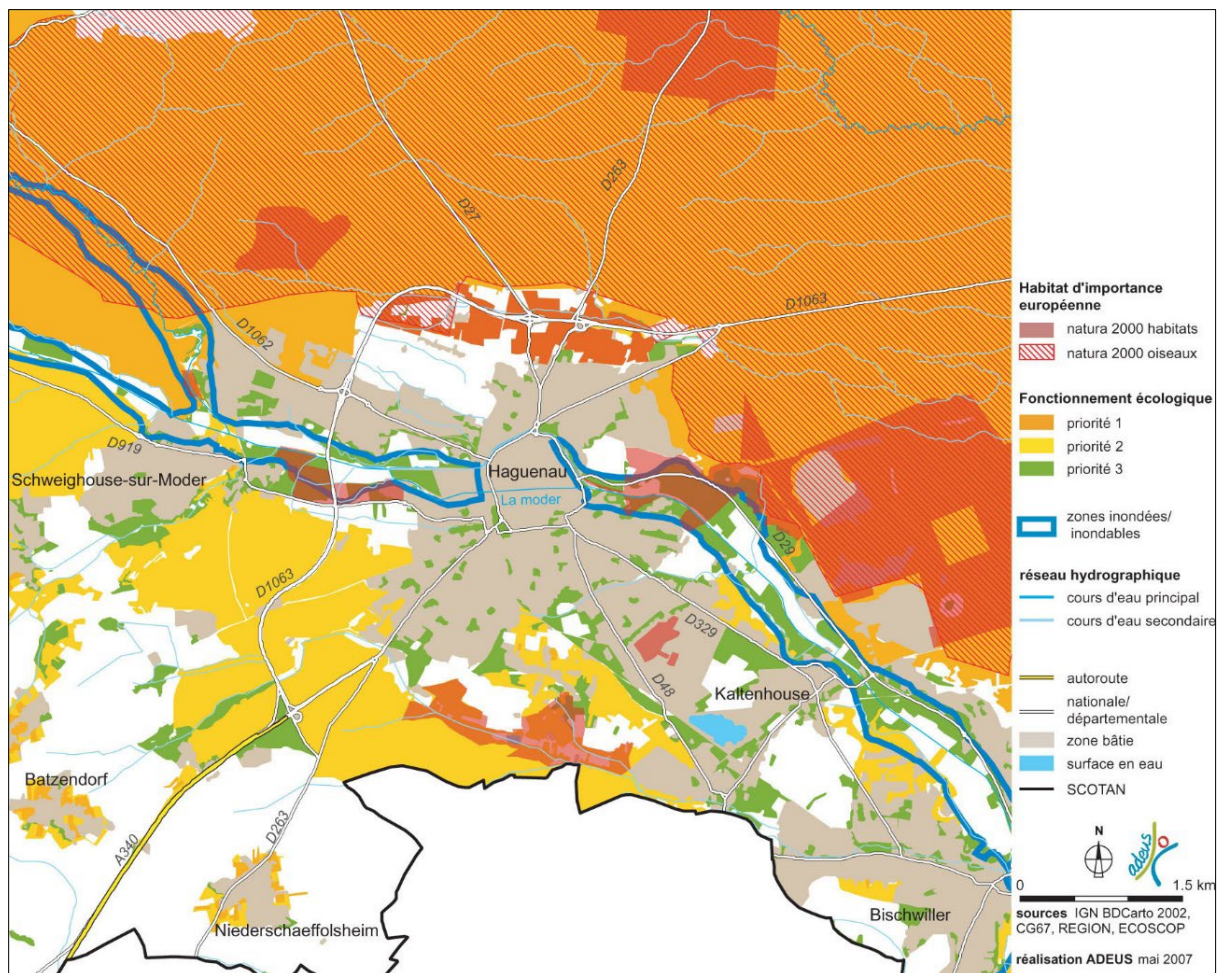 D27
D263
D1063
D1062
D919
Schweighouse-sur-Moder
Haguenau
La moder
D29
D1063
D329
D48
Kaltenhouse
Batzendorf
A340
D263
Niederschaeffolsheim
Bischwiller
Habitat d'importance
européenne
natura 2000 habitats
natura 2000 oiseaux
Fonctionnement écologique
priorité 1
priorité 2
priorité 3
zones inondées/
inondables
réseau hydrographique
cours d'eau principal
cours d'eau secondaire
autoroute
nationale/
départementale
zone bâtie
surface en eau
SCOTAN
N
adeus
0 1.5 km
sources IGN BDCarto 2002,
CG67, REGION, ECOSCOP
réalisation ADEUS mai 2007